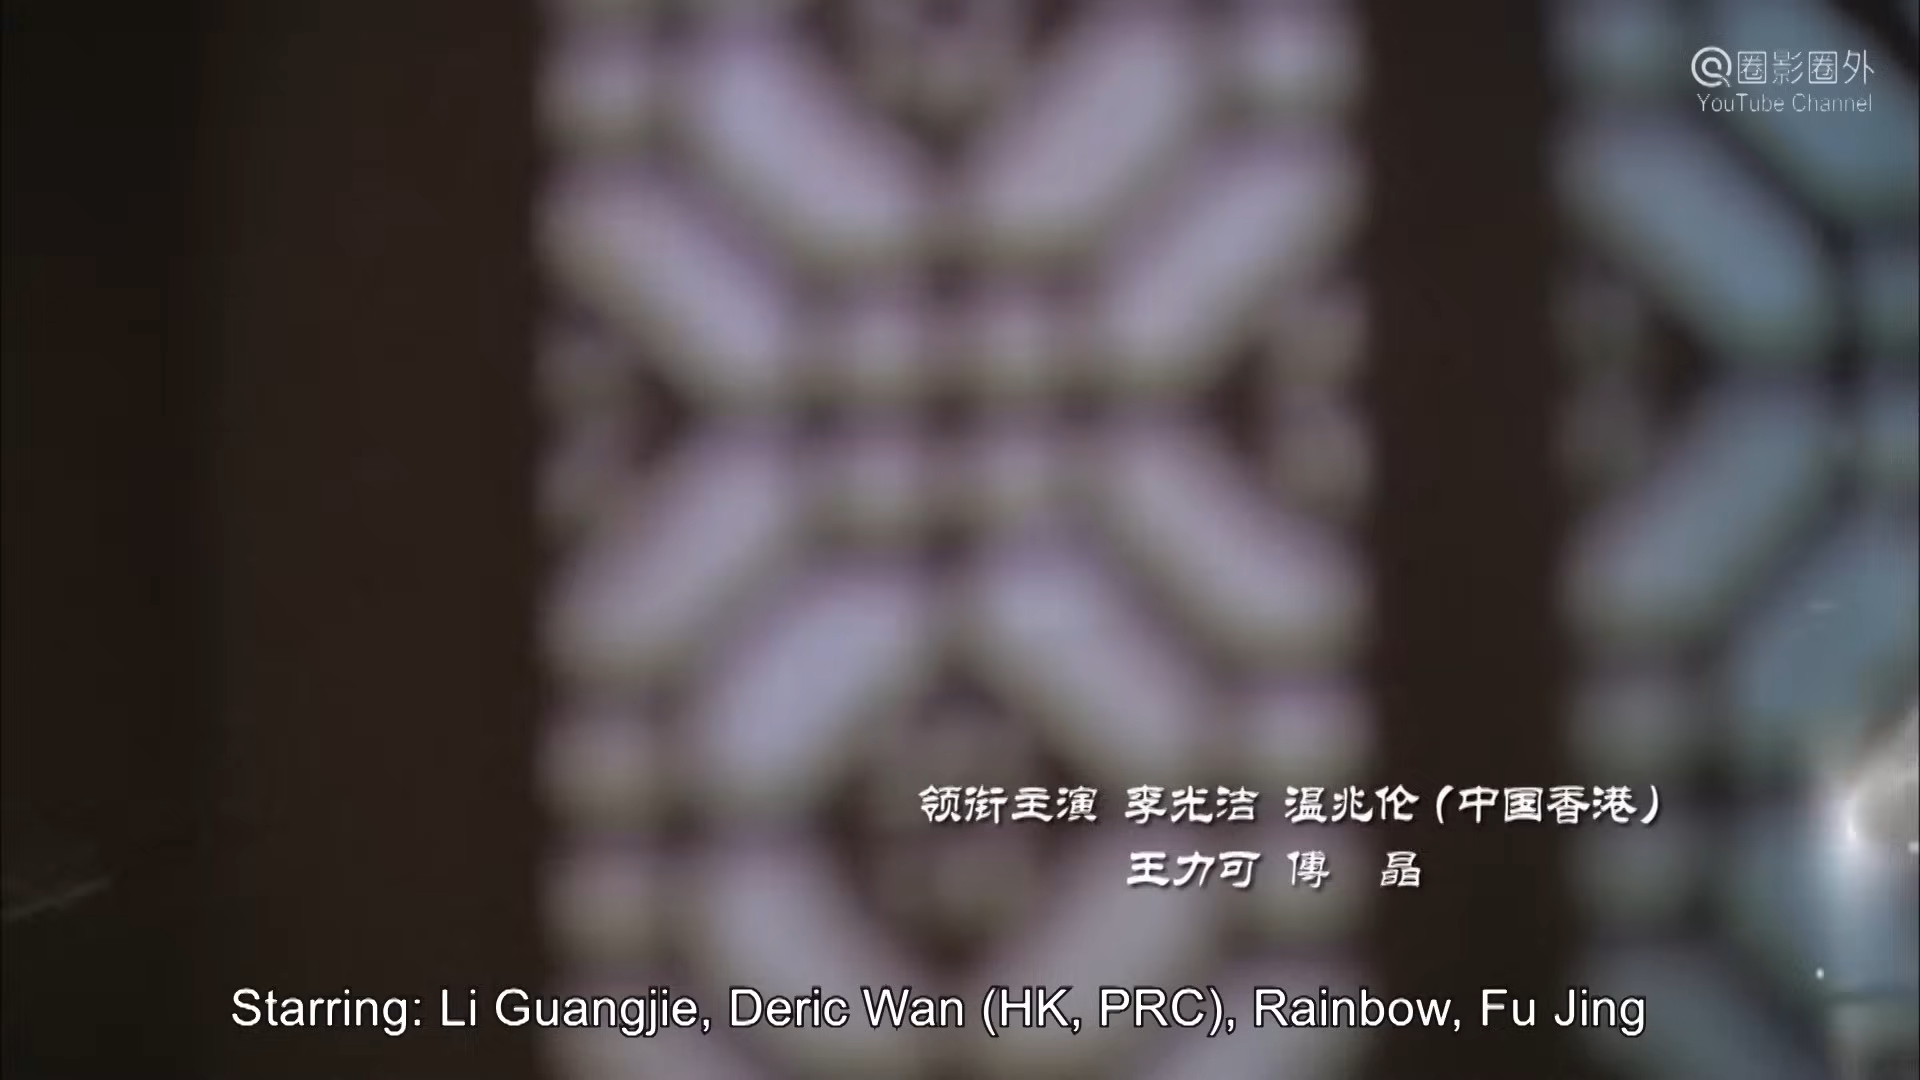 圈影圈外
YouTube Channel
领衔主演 李光洁 温兆伦(中国香港)
王力可 傅 晶
Starring: Li Guangjie, Deric Wan (HK, PRC), Rainbow, Fu Jing